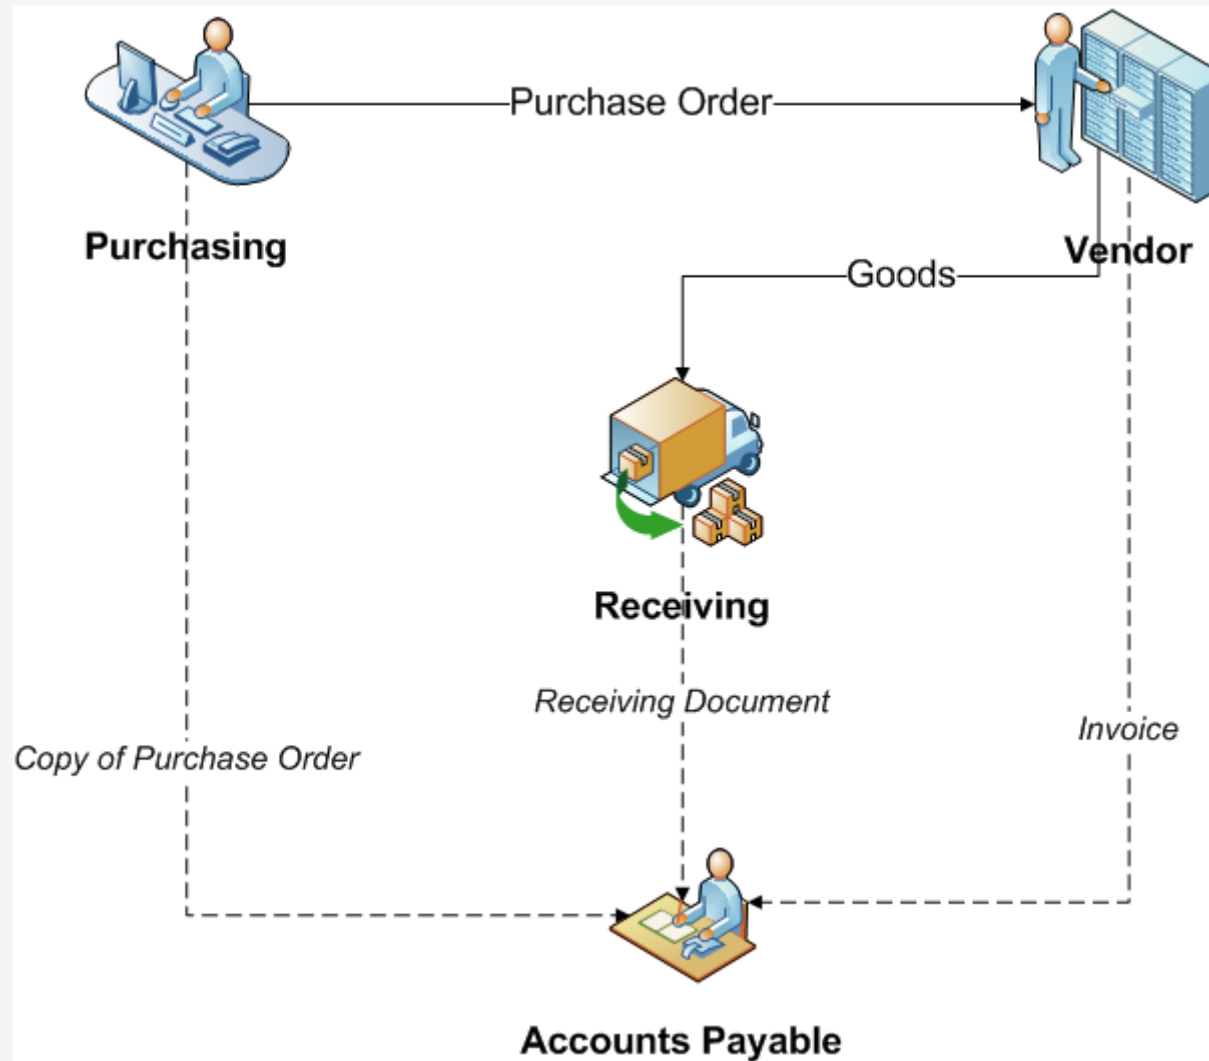 Purchase Order
Purchasing
Vendor
Goods
Receiving
Receiving Document
Invoice
Copy of Purchase Order
Accounts Payable